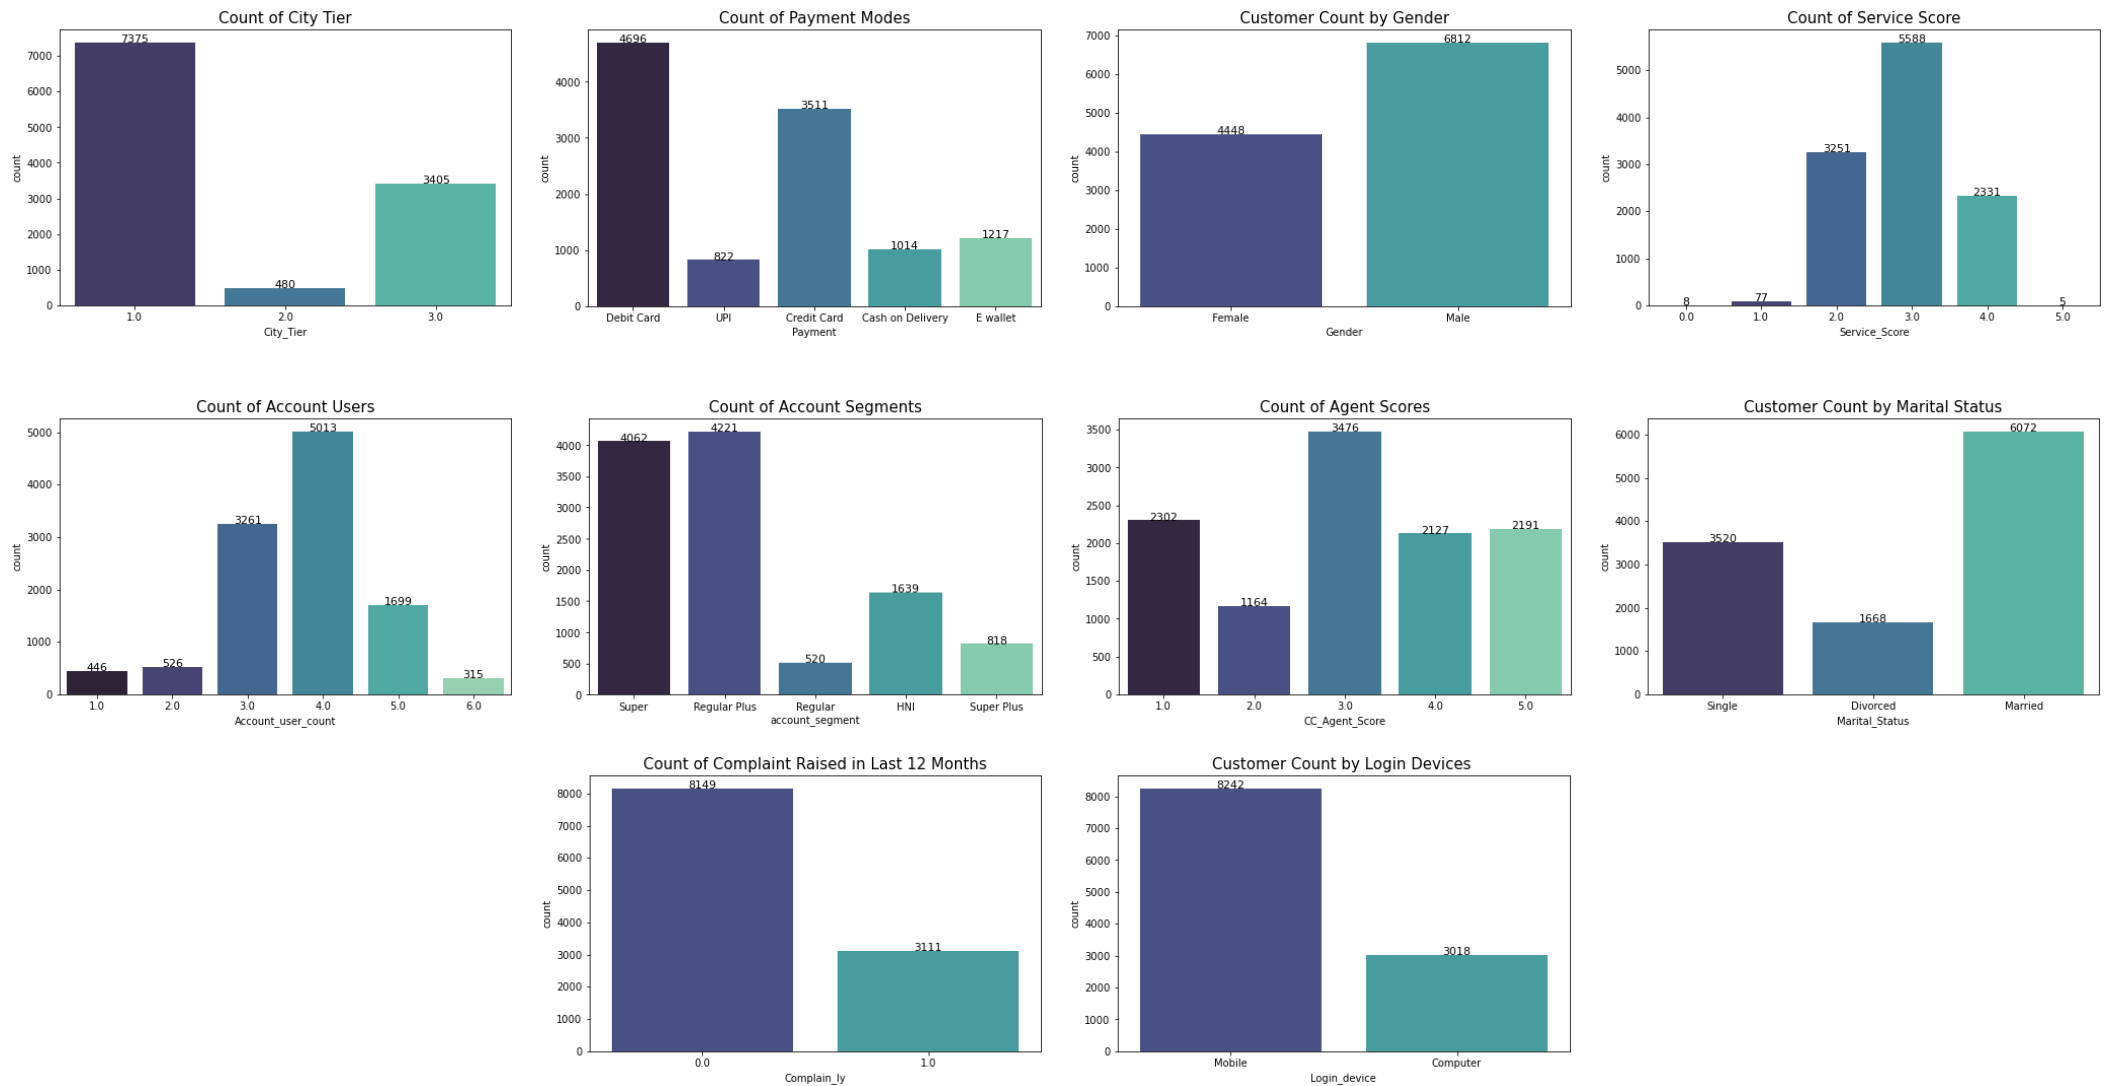 Count of City Tier
7375
7000
6000
5000
4000
3000
2000
1000
0
count
480
3405
1.0 2.0 3.0
City_Tier
Count of Payment Modes
4696
4000
3000
2000
1000
0
count
822
3511
1014
1217
Debit Card UPI Credit Card Cash on Delivery E wallet
Payment
Customer Count by Gender
7000
6000
5000
4000
3000
2000
1000
0
count
4448
6812
Female Male
Gender
Count of Service Score
5000
4000
3000
2000
1000
0
count
8
77
3251
5588
2331
5
0.0 1.0 2.0 3.0 4.0 5.0
Service_Score
Count of Account Users
5000
4000
3000
2000
1000
0
count
446
526
3261
5013
1699
315
1.0 2.0 3.0 4.0 5.0 6.0
Account_user_count
Count of Account Segments
4000
3500
3000
2500
2000
1500
1000
500
0
count
4062
4221
520
1639
818
Super Regular Plus Regular HNI Super Plus
account_segment
Count of Agent Scores
3500
3000
2500
2000
1500
1000
500
0
count
2302
1164
3476
2127
2191
1.0 2.0 3.0 4.0 5.0
CC_Agent_Score
Customer Count by Marital Status
6000
5000
4000
3000
2000
1000
0
count
3520
1668
6072
Single Divorced Married
Marital_Status
Count of Complaint Raised in Last 12 Months
8000
7000
6000
5000
4000
3000
2000
1000
0
count
8149
3111
0.0 1.0
Complain_ly
Customer Count by Login Devices
8000
7000
6000
5000
4000
3000
2000
1000
0
count
8242
3018
Mobile Computer
Login_device